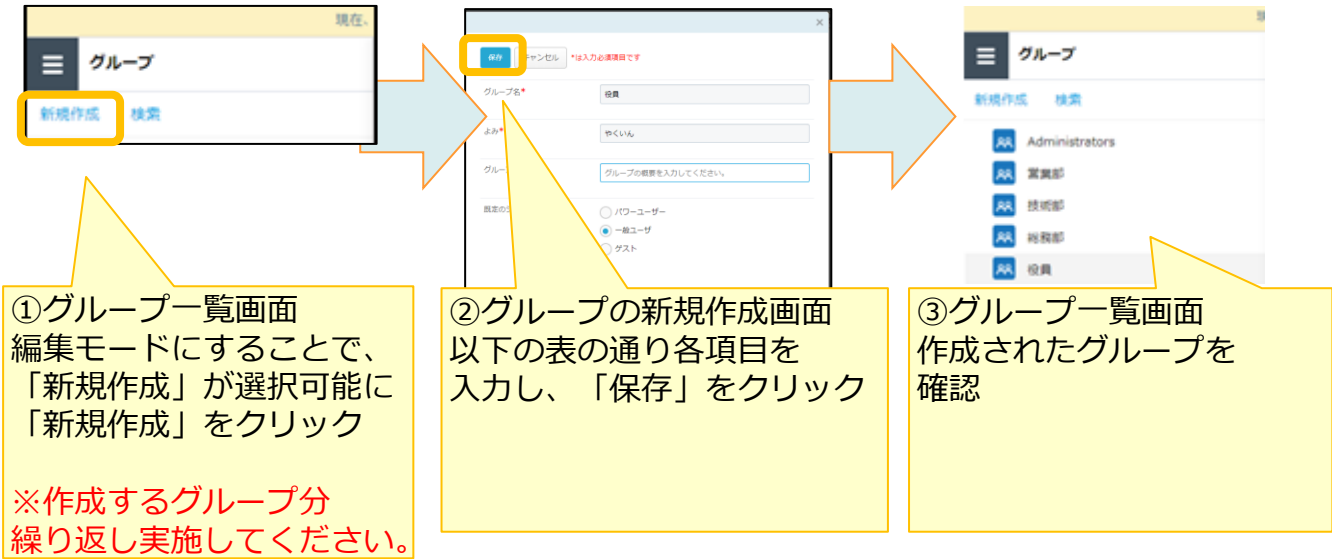 現在、
グループ
新規作成 検索
①グループ一覧画面
編集モードにすることで、
「新規作成」が選択可能に
「新規作成」をクリック
※作成するグループ分
繰り返し実施してください。
×
保存 キャンセル *は入力必須項目です
グループ名* 役員
よみ* やくいん
グルー グループの概要を入力してください。
既定の
パワーユーザー
一般ユーザ
ゲスト
②グループの新規作成画面
以下の表の通り各項目を
入力し、「保存」をクリック
グループ
新規作成 検索
Administrators
営業部
技術部
総務部
役員
③グループ一覧画面
作成されたグループを
確認